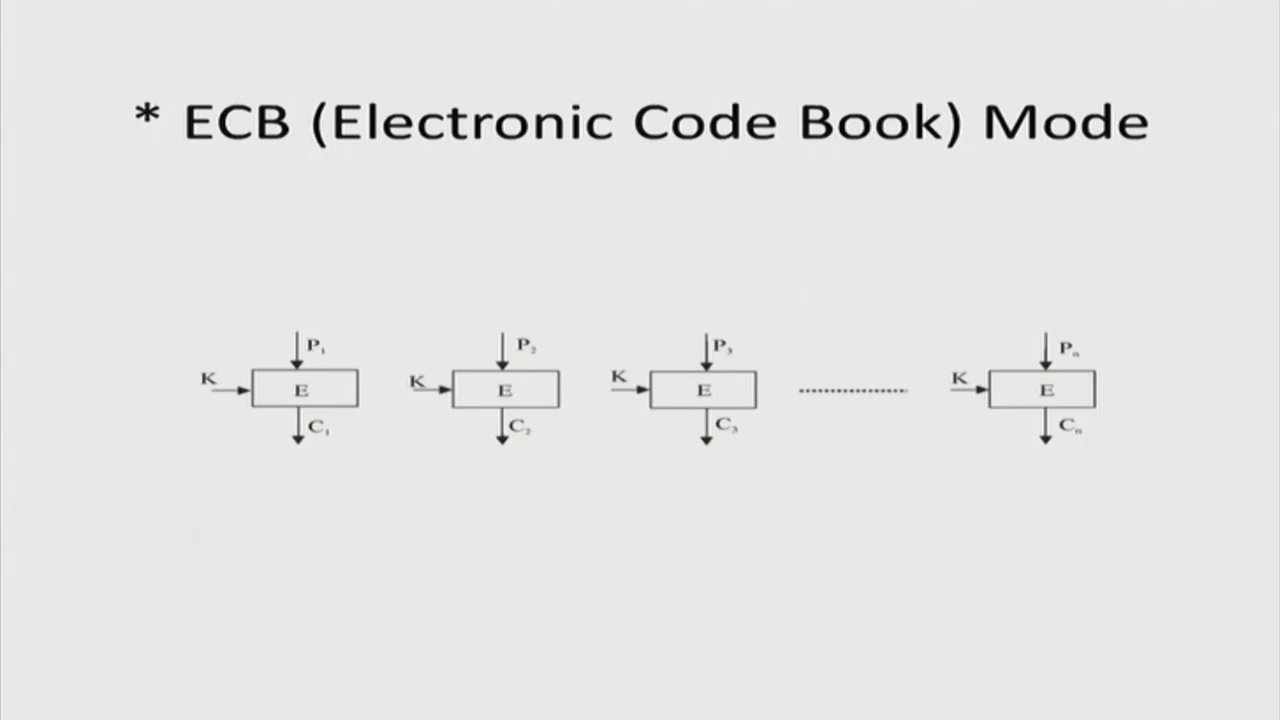 * ECB (Electronic Code Book) Mode
P₁ P₂ P₃ Pₙ
K K K K
E E E E
C₁ C₂ C₃ Cₙ